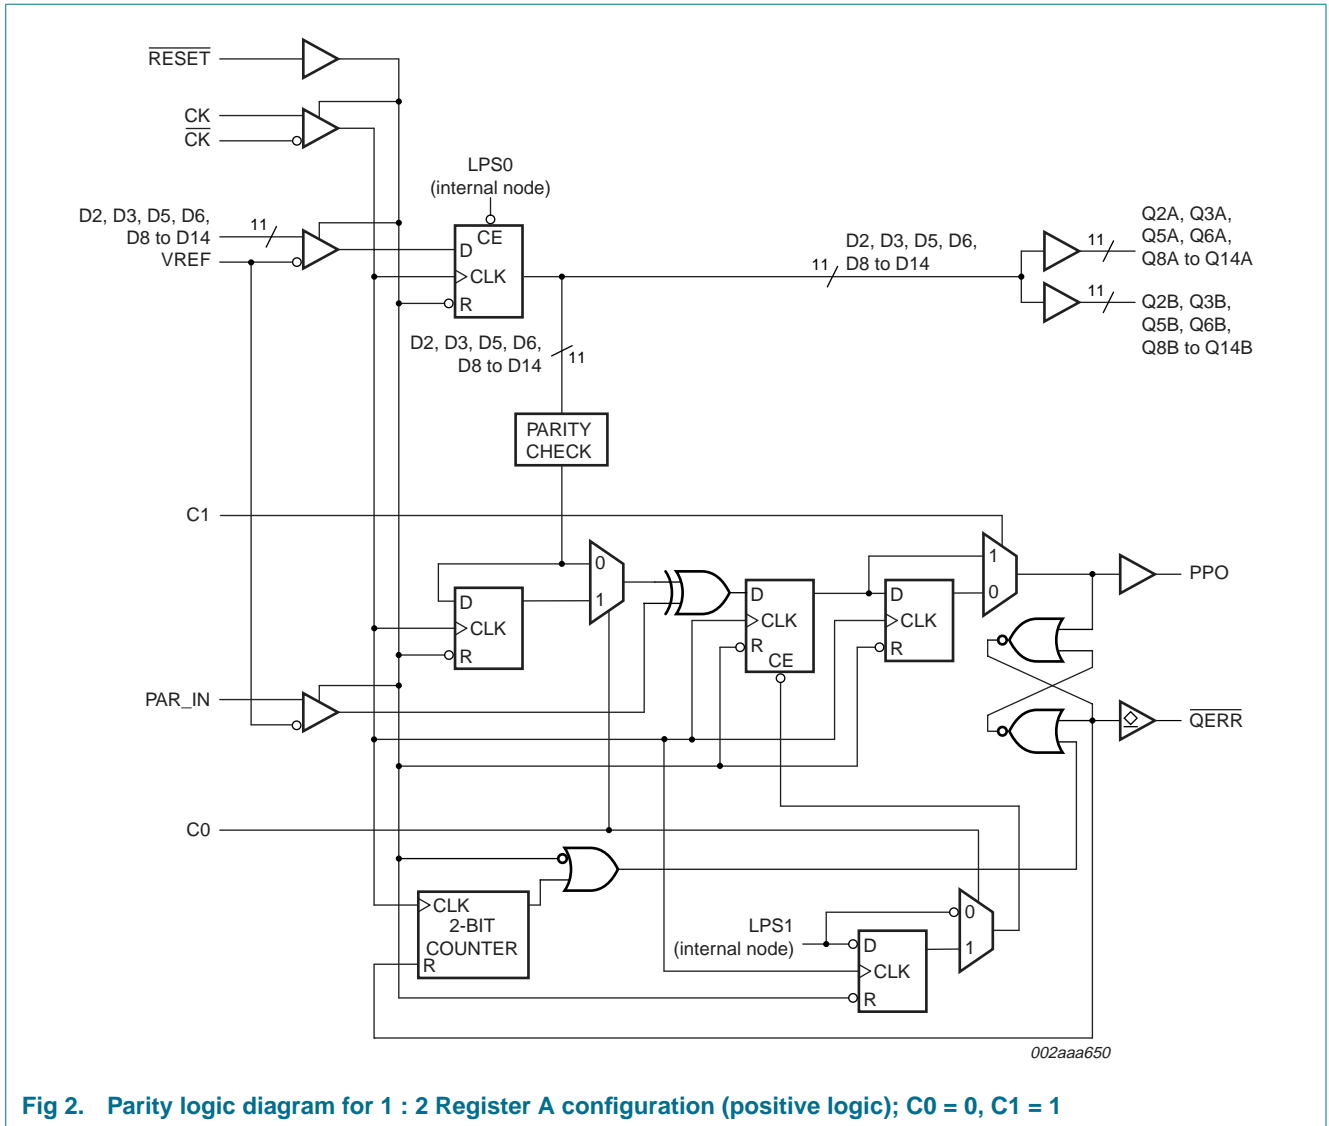 RESET
CK
CK
LPS0
(internal node)
D2, D3, D5, D6,
D8 to D14
11
VREF
CE
D
CLK
R
D2, D3, D5, D6,
D8 to D14
11
11
Q2A, Q3A,
Q5A, Q6A,
Q8A to Q14A
11
Q2B, Q3B,
Q5B, Q6B,
Q8B to Q14B
D2, D3, D5, D6,
D8 to D14
11
PARITY
CHECK
C1
0
1
D
CLK
R
D
CLK
R
CE
D
CLK
R
1
0
PPO
PAR_IN
QERR
C0
CLK
2-BIT
COUNTER
R
LPS1
(internal node)
D
CLK
R
0
1
002aaa650
Fig 2. Parity logic diagram for 1 : 2 Register A configuration (positive logic); C0 = 0, C1 = 1